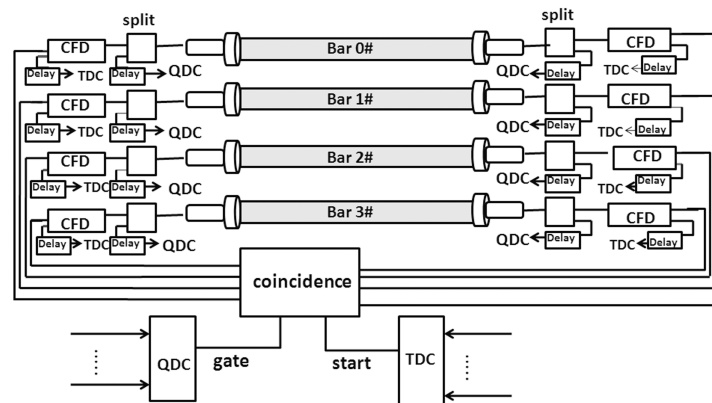 split split
CFD Bar 0# CFD
Delay TDC Delay QDC QDC Delay TDC Delay
CFD Bar 1# CFD
Delay TDC Delay QDC QDC Delay TDC Delay
CFD Bar 2# CFD
Delay TDC Delay QDC QDC Delay TDC Delay
CFD Bar 3# CFD
Delay TDC Delay QDC QDC Delay TDC Delay
coincidence
QDC gate start TDC